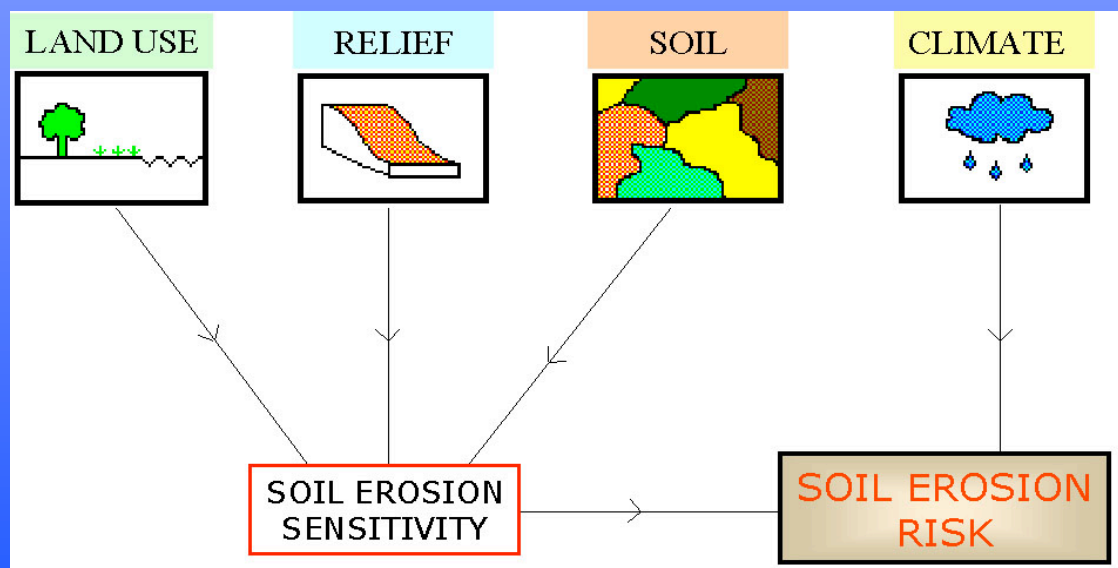 LAND USE
RELIEF
SOIL
CLIMATE
SOIL EROSION
SENSITIVITY
SOIL EROSION
RISK